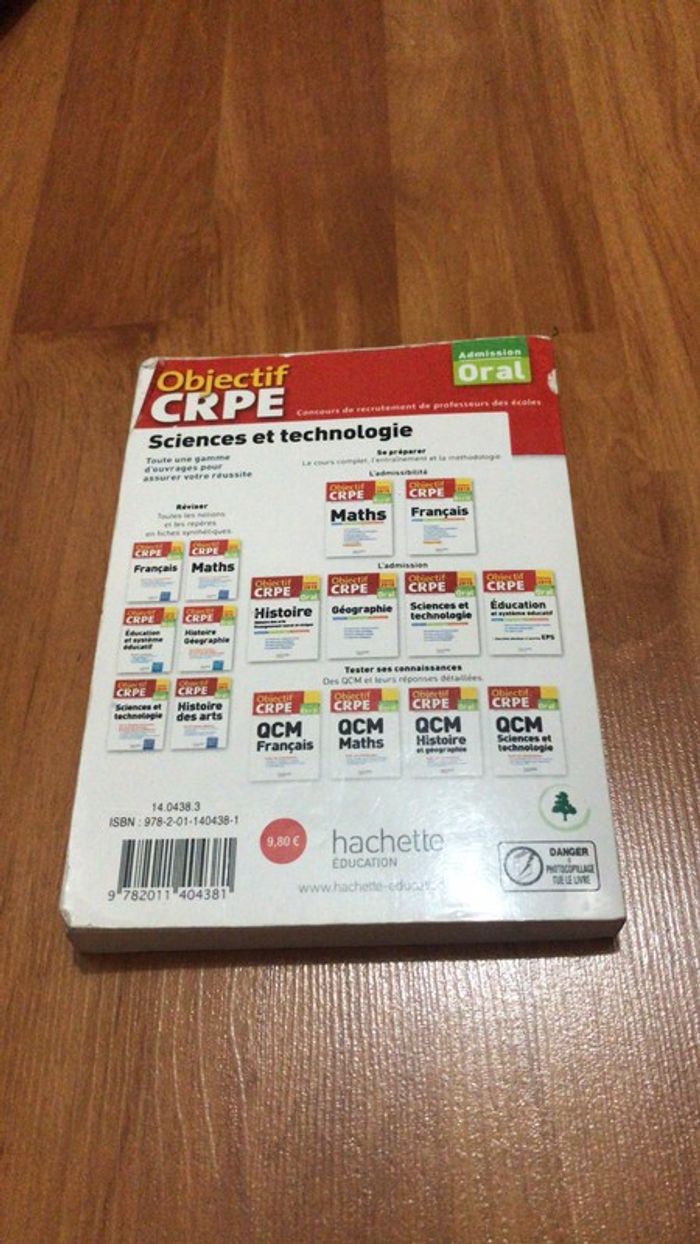 Objectif
CRPE
Admission
Oral
Concours de recrutement de professeurs des écoles
Sciences et technologie
Toute une gamme
d'ouvrages pour
assurer votre réussite
Se préparer
Le cours complet, l'entraînement et la méthodologie
L'admissibilité
Objectif
CRPE
Maths
Objectif
CRPE
Français
Réviser
Toutes les notions
et les repères
en fiches synthétiques.
Objectif
CRPE
Français
Objectif
CRPE
Maths
Objectif
CRPE
Éducation
et système
éducatif
Objectif
CRPE
Histoire
Géographie
Objectif
CRPE
Sciences et
technologie
Objectif
CRPE
Histoire
des arts
L'admission
Objectif
CRPE
Oral
Histoire
Objectif
CRPE
Oral
Géographie
Objectif
CRPE
Oral
Sciences et
technologie
Objectif
CRPE
Oral
Éducation
et système éducatif
EPS
Tester ses connaissances
Des QCM et leurs réponses détaillées.
Objectif
CRPE
QCM
Français
Objectif
CRPE
QCM
Maths
Objectif
CRPE
Oral
QCM
Histoire
et géographie
Objectif
CRPE
Oral
QCM
Sciences et
technologie
14.0438.3
ISBN : 978-2-01-140438-1
9 782011 404381
9,80 €
hachette
ÉDUCATION
www.hachette-educati
DANGER
PHOTOCOPILLAGE
TUE LE LIVRE